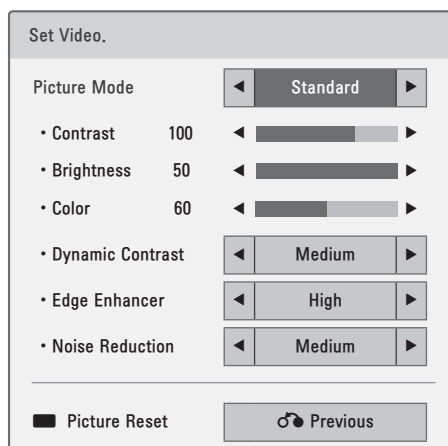 Set Video.
Picture Mode ◀ Standard ▶
• Contrast 100 ◀ ▶
• Brightness 50 ◀ ▶
• Color 60 ◀ ▶
• Dynamic Contrast ◀ Medium ▶
• Edge Enhancer ◀ High ▶
• Noise Reduction ◀ Medium ▶
Picture Reset Previous